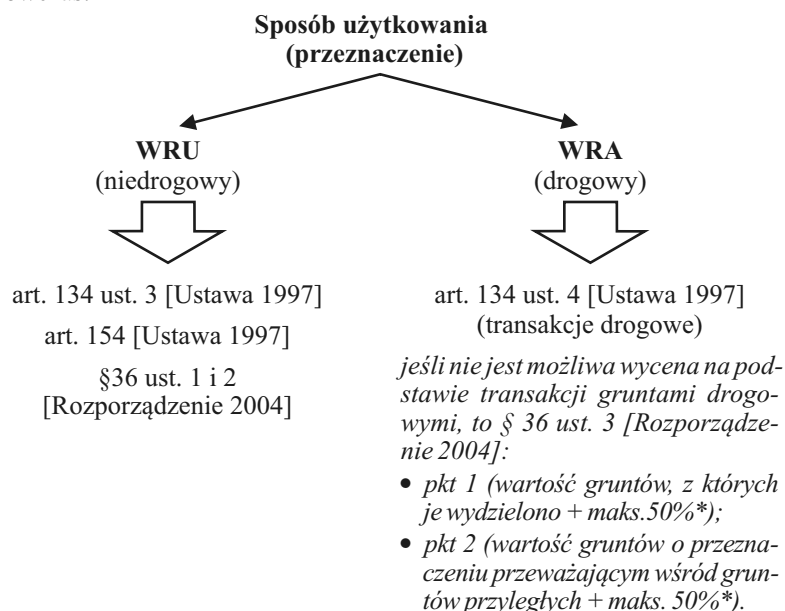 Sposób użytkowania
(przeznaczenie)
WRU
(niedrogowy)
art. 134 ust. 3 [Ustawa 1997]
art. 154 [Ustawa 1997]
§36 ust. 1 i 2
[Rozporządzenie 2004]
WRA
(drogowy)
art. 134 ust. 4 [Ustawa 1997]
(transakcje drogowe)
jeśli nie jest możliwa wycena na pod-
stawie transakcji gruntami drogo-
wymi, to § 36 ust. 3 [Rozporządze-
nie 2004]:
• pkt 1 (wartość gruntów, z których
je wydzielono + maks.50%*);
• pkt 2 (wartość gruntów o przezna-
czeniu przeważającym wśród grun-
tów przyległych + maks. 50%*).